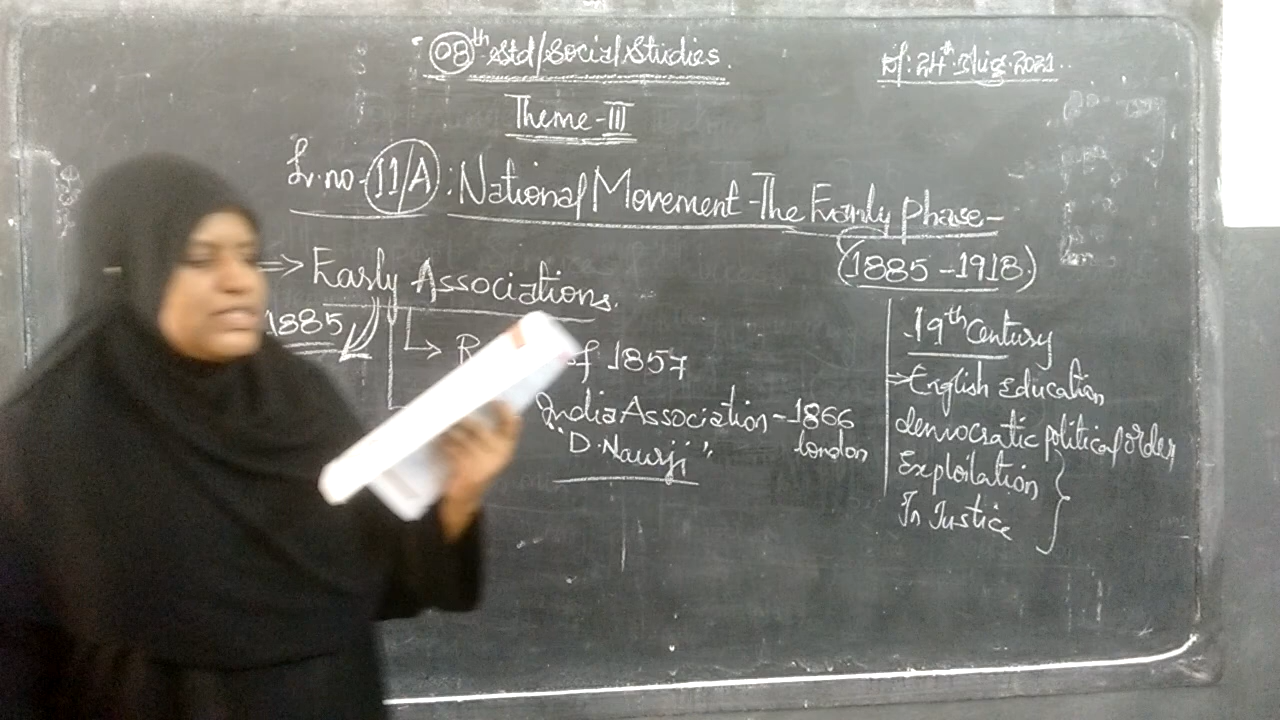 08th Std/Social Studies
Dt: 24th Aug. 2021
Theme-III
Lr.no-11/A: National Movement-The Early phase-
(1885-1918)
⇒ Early Associations.
1885
of 1857
India Association-1866
London
"D.Naurji"
19th Century
⇒ English Education
democratic political order
Exploitation
In Justice